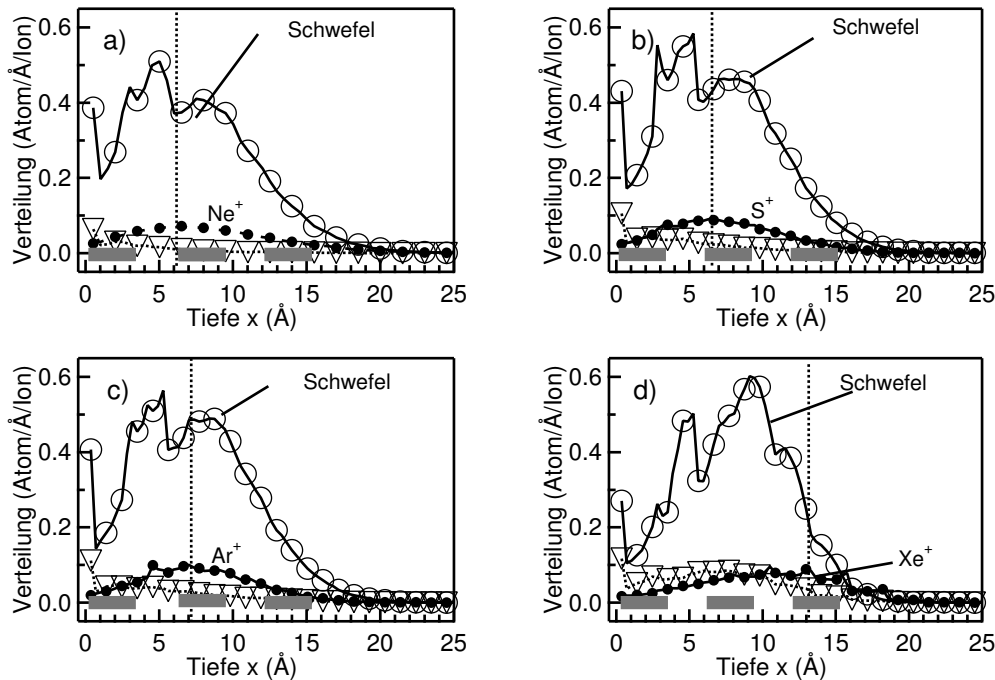 a)
Schwefel
Ne+
Verteilung (Atom/Å/Ion)
0.6
0.4
0.2
0.0
0 5 10 15 20 25
Tiefe x (Å)
b)
Schwefel
S+
Verteilung (Atom/Å/Ion)
0.6
0.4
0.2
0.0
0 5 10 15 20 25
Tiefe x (Å)
c)
Schwefel
Ar+
Verteilung (Atom/Å/Ion)
0.6
0.4
0.2
0.0
0 5 10 15 20 25
Tiefe x (Å)
d)
Schwefel
Xe+
Verteilung (Atom/Å/Ion)
0.6
0.4
0.2
0.0
0 5 10 15 20 25
Tiefe x (Å)